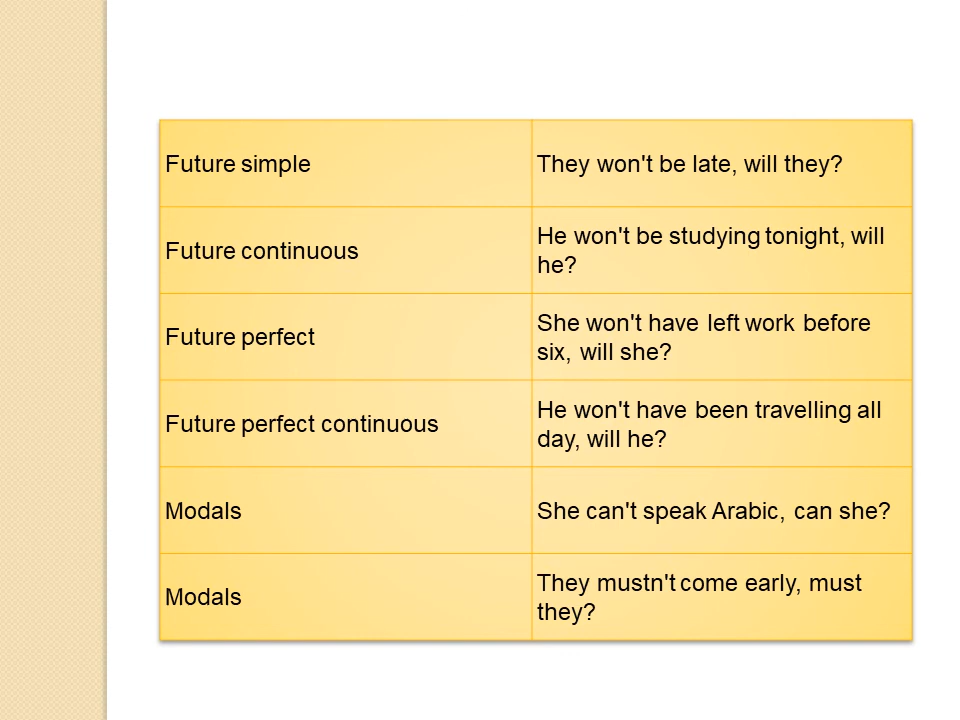 Future simple
They won't be late, will they?
Future continuous
He won't be studying tonight, will
he?
Future perfect
She won't have left work before
six, will she?
Future perfect continuous
He won't have been travelling all
day, will he?
Modals
She can't speak Arabic, can she?
Modals
They mustn't come early, must
they?